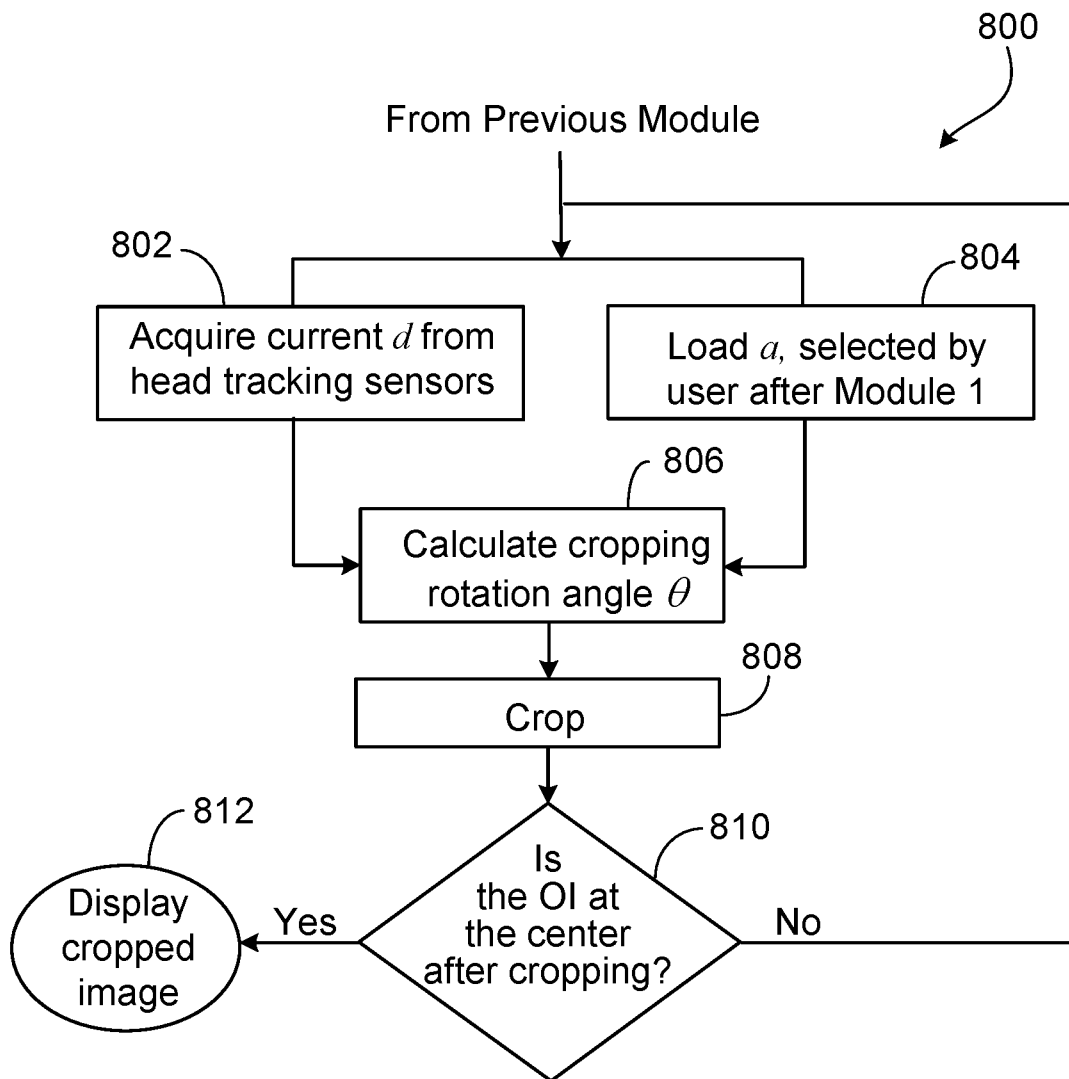 800
From Previous Module
802
804
Acquire current d from
head tracking sensors
Load a, selected by
user after Module 1
806
Calculate cropping
rotation angle θ
808
Crop
812
810
Is
the OI at
the center
after cropping?
Display
cropped
image
Yes
No